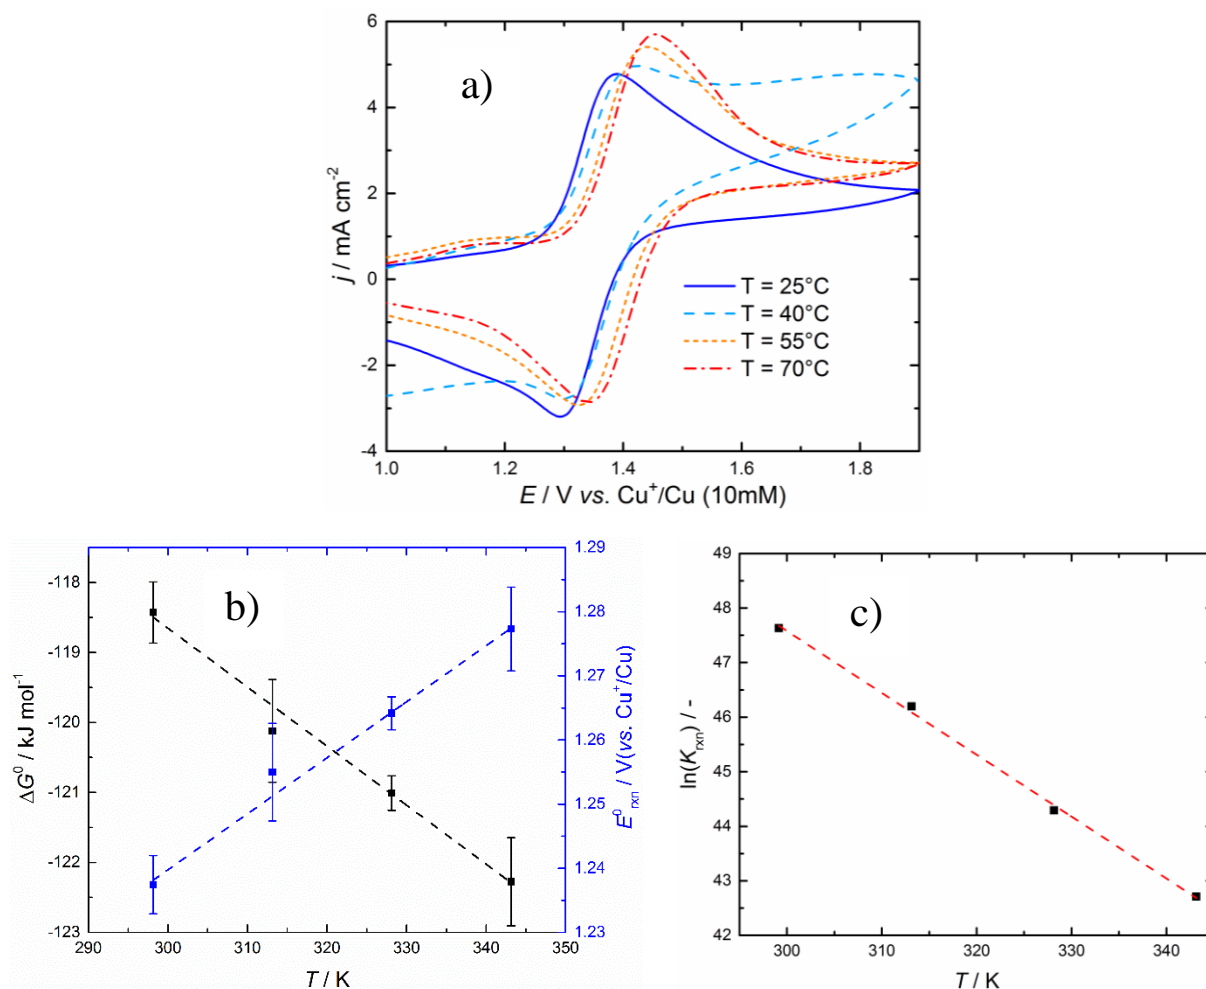 a)
6
4
2
0
-2
-4
j / mA cm⁻²
T = 25°C
T = 40°C
T = 55°C
T = 70°C
1.0 1.2 1.4 1.6 1.8
E / V vs. Cu⁺/Cu (10mM)
b)
-118
-119
-120
-121
-122
-123
ΔG⁰ / kJ mol⁻¹
1.29
1.28
1.27
1.26
1.25
1.24
1.23
E⁰rxn / V(vs. Cu⁺/Cu)
290 300 310 320 330 340 350
T / K
c)
49
48
47
46
45
44
43
42
ln(Krxn) / -
300 310 320 330 340
T / K